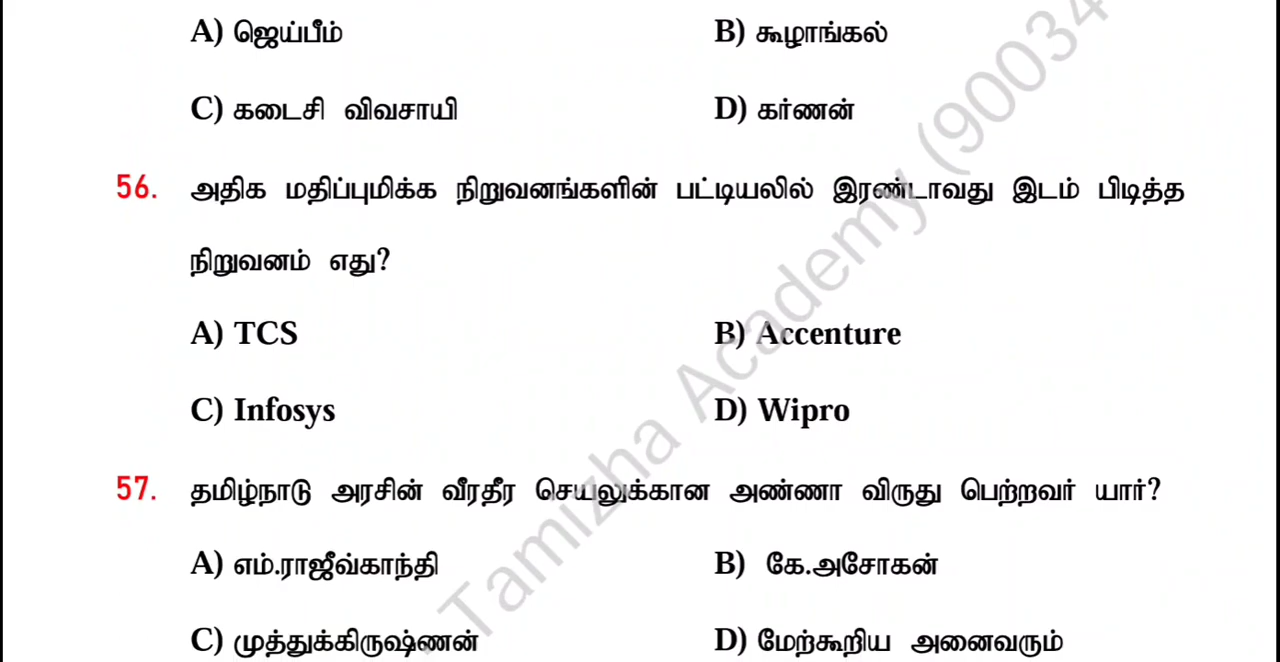 A) ஜெய்பீம் B) கூழாங்கல்
C) கடைசி விவசாயி D) கர்ணன்
56. அதிக மதிப்புமிக்க நிறுவனங்களின் பட்டியலில் இரண்டாவது இடம் பிடித்த
நிறுவனம் எது?
A) TCS B) Accenture
C) Infosys D) Wipro
57. தமிழ்நாடு அரசின் வீரதீர செயலுக்கான அண்ணா விருது பெற்றவர் யார்?
A) எம்.ராஜீவ்காந்தி B) கே.அசோகன்
C) முத்துக்கிருஷ்ணன் D) மேற்கூறிய அனைவரும்
Tamizha Academy (90034